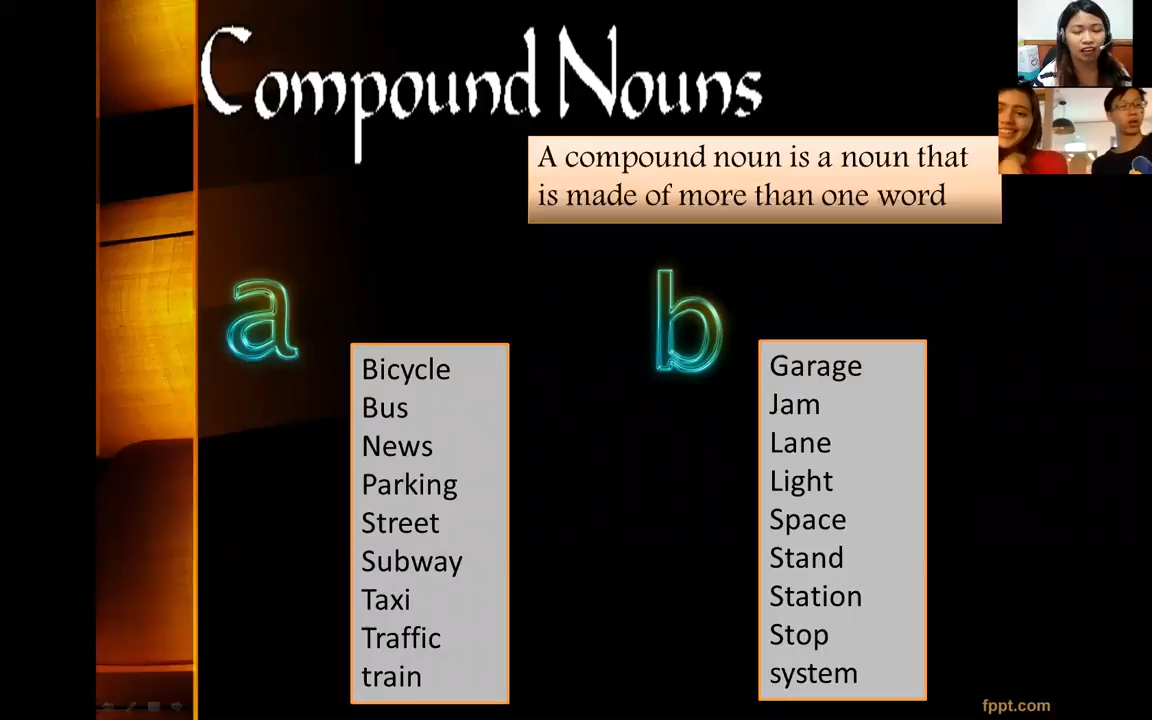 Compound Nouns
A compound noun is a noun that
is made of more than one word
a
Bicycle
Bus
News
Parking
Street
Subway
Taxi
Traffic
train
b
Garage
Jam
Lane
Light
Space
Stand
Station
Stop
system
fppt.com